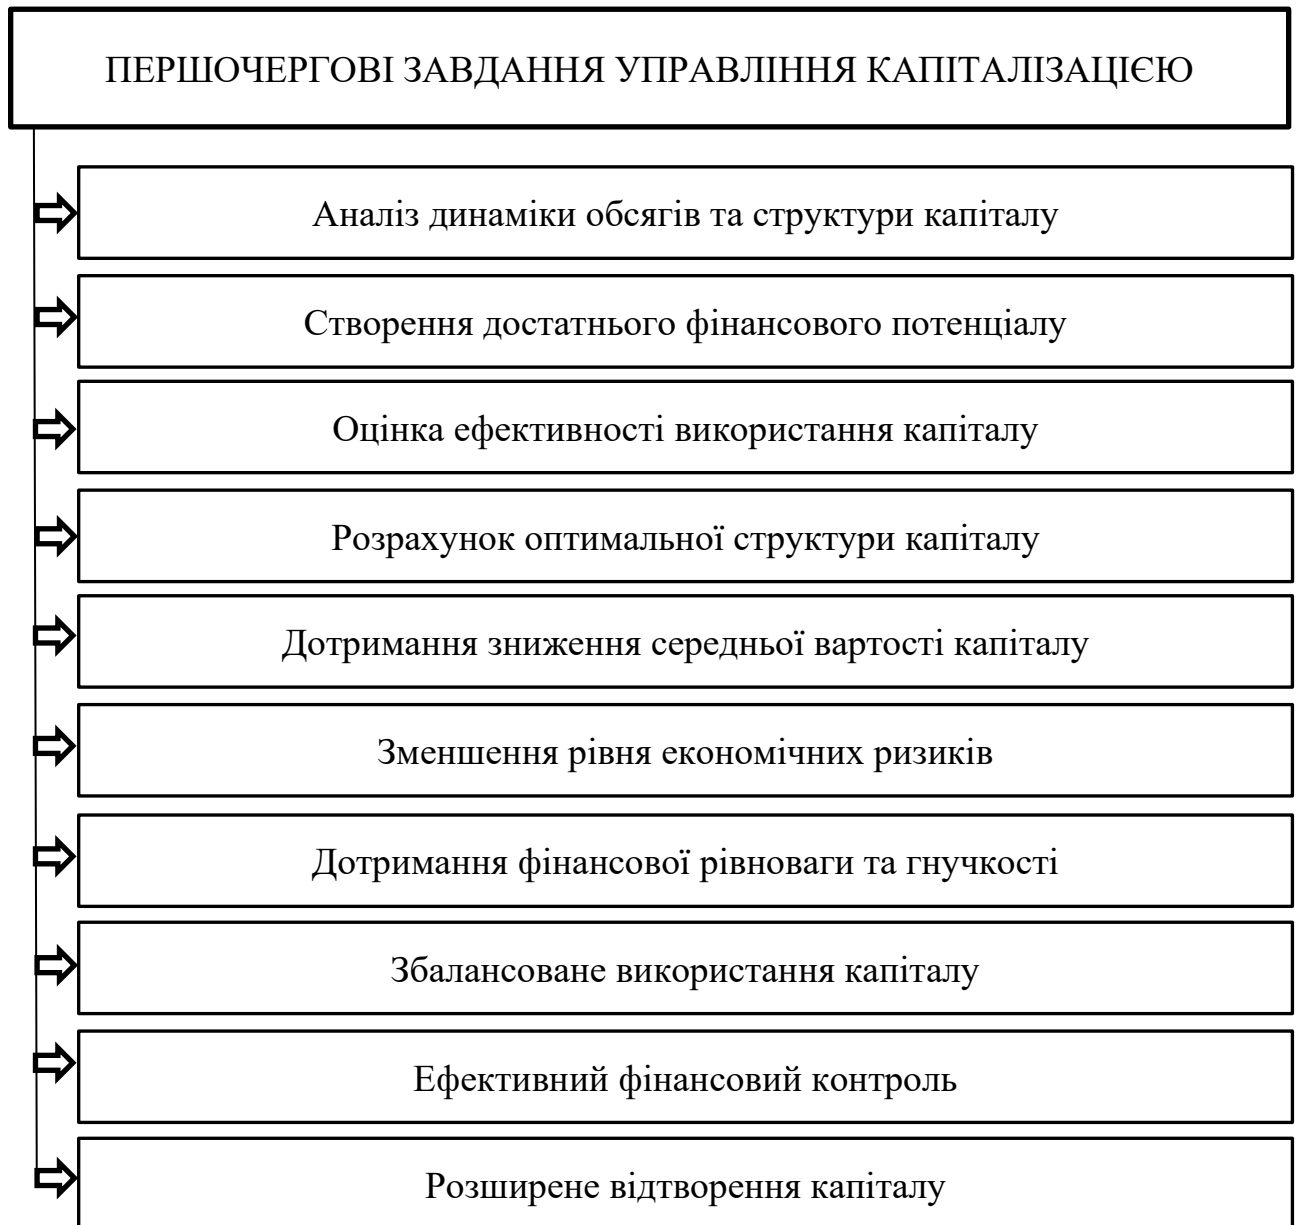 ПЕРШОЧЕРГОВІ ЗАВДАННЯ УПРАВЛІННЯ КАПІТАЛІЗАЦІЄЮ
Аналіз динаміки обсягів та структури капіталу
Створення достатнього фінансового потенціалу
Оцінка ефективності використання капіталу
Розрахунок оптимальної структури капіталу
Дотримання зниження середньої вартості капіталу
Зменшення рівня економічних ризиків
Дотримання фінансової рівноваги та гнучкості
Збалансоване використання капіталу
Ефективний фінансовий контроль
Розширене відтворення капіталу